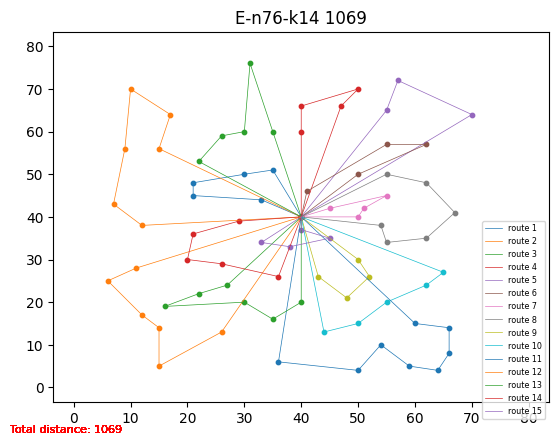 E-n76-k14 1069
80
70
60
50
40
30
20
10
0
0 10 20 30 40 50 60 70 80
route 1
route 2
route 3
route 4
route 5
route 6
route 7
route 8
route 9
route 10
route 11
route 12
route 13
route 14
route 15
Total distance: 1069